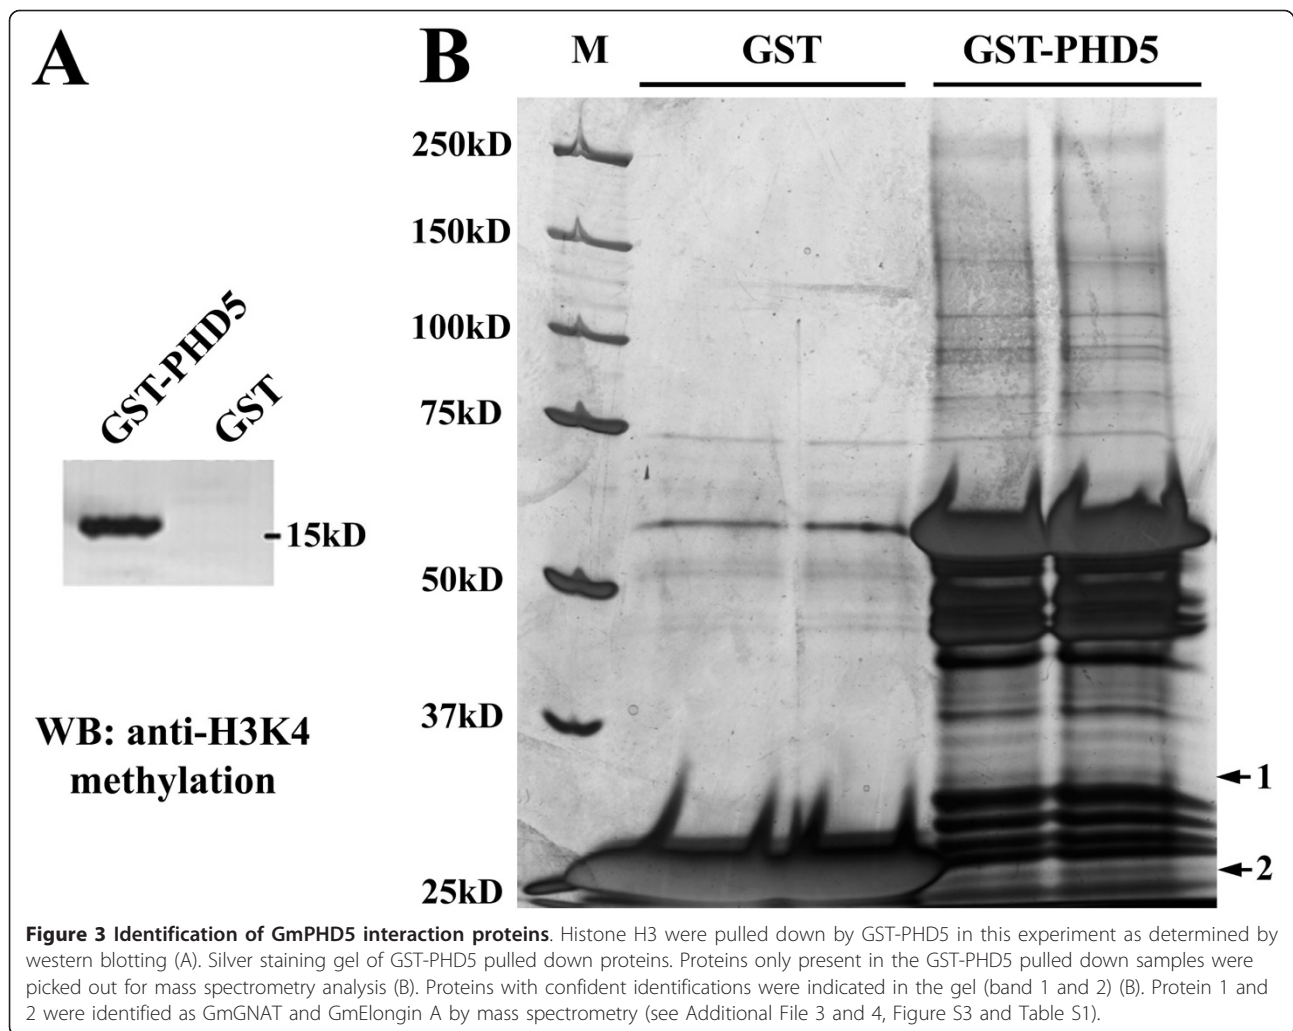 A
B
M GST GST-PHD5
250kD
150kD
100kD
75kD
50kD
37kD
25kD
GST-PHD5
GST
15kD
WB: anti-H3K4
methylation
1
2
Figure 3 Identification of GmPHD5 interaction proteins. Histone H3 were pulled down by GST-PHD5 in this experiment as determined by
western blotting (A). Silver staining gel of GST-PHD5 pulled down proteins. Proteins only present in the GST-PHD5 pulled down samples were
picked out for mass spectrometry analysis (B). Proteins with confident identifications were indicated in the gel (band 1 and 2) (B). Protein 1 and
2 were identified as GmGNAT and GmElongin A by mass spectrometry (see Additional File 3 and 4, Figure S3 and Table S1).